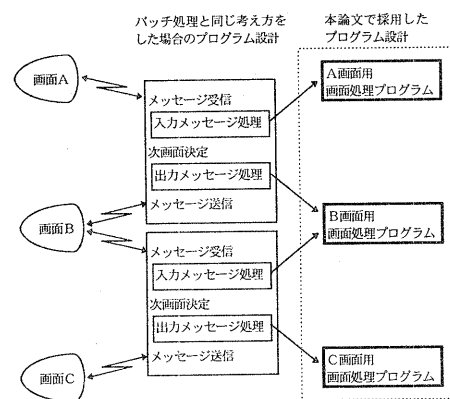 バッチ処理と同じ考え方を
した場合のプログラム設計
本論文で採用した
プログラム設計
画面A
メッセージ受信
入力メッセージ処理
次画面決定
出力メッセージ処理
メッセージ送信
画面B
メッセージ受信
入力メッセージ処理
次画面決定
出力メッセージ処理
メッセージ送信
画面C
A画面用
画面処理プログラム
B画面用
画面処理プログラム
C画面用
画面処理プログラム